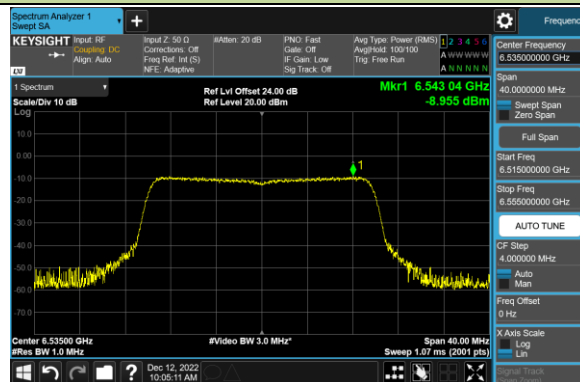 Spectrum Analyzer 1
Swept SA
Frequenc
KEYSIGHT
Input: RF
Coupling: DC
Align: Auto
Input Z: 50 Ω
Corrections: Off
Freq Ref: Int (S)
NFE: Adaptive
#Atten: 20 dB
PNO: Fast
Gate: Off
IF Gain: Low
Sig Track: Off
Avg Type: Power (RMS)
Avg|Hold: 100/100
Trig: Free Run
1 2 3 4 5 6
A W W W W W
A N N N N N
LXI
1 Spectrum
Scale/Div 10 dB
Log
Ref Lvl Offset 24.00 dB
Ref Level 20.00 dBm
Mkr1 6.543 04 GHz
-8.955 dBm
10.0
0.00
-10.0
-20.0
-30.0
-40.0
-50.0
-60.0
-70.0
1
Center 6.53500 GHz
#Res BW 1.0 MHz
#Video BW 3.0 MHz*
Span 40.00 MHz
Sweep 1.07 ms (2001 pts)
Center Frequency
6.535000000 GHz
Span
40.0000000 MHz
Swept Span
Zero Span
Full Span
Start Freq
6.515000000 GHz
Stop Freq
6.555000000 GHz
AUTO TUNE
CF Step
4.000000 MHz
Auto
Man
Freq Offset
0 Hz
X Axis Scale
Log
Lin
Signal Track
Dec 12, 2022
10:05:11 AM